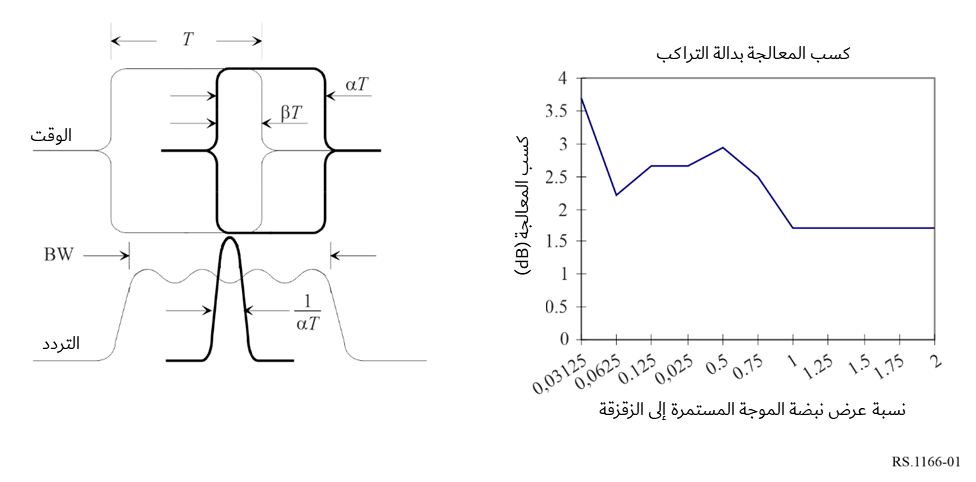 T
αT
βT
الوقت
BW
1
αT
التردد
كسب المعالجة بدالة التراكب
كسب المعالجة (dB)
4
3.5
3
2.5
2
1.5
1
0.5
0
0,03125
0,0625
0.125
0,025
0.5
0.75
1
1.25
1.5
1.75
2
نسبة عرض نبضة الموجة المستمرة إلى الزقزقة
RS.1166-01